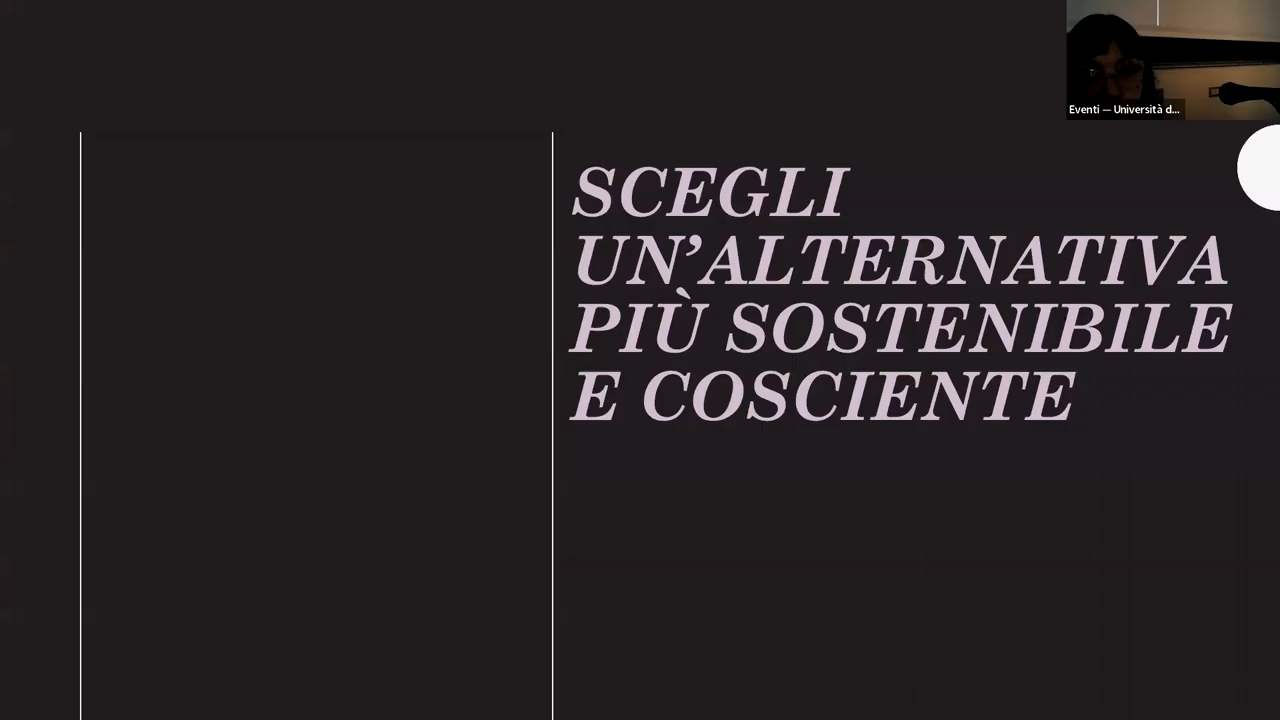 Eventi — Università d...
SCEGLI
UN’ALTERNATIVA
PIÙ SOSTENIBILE
E COSCIENTE